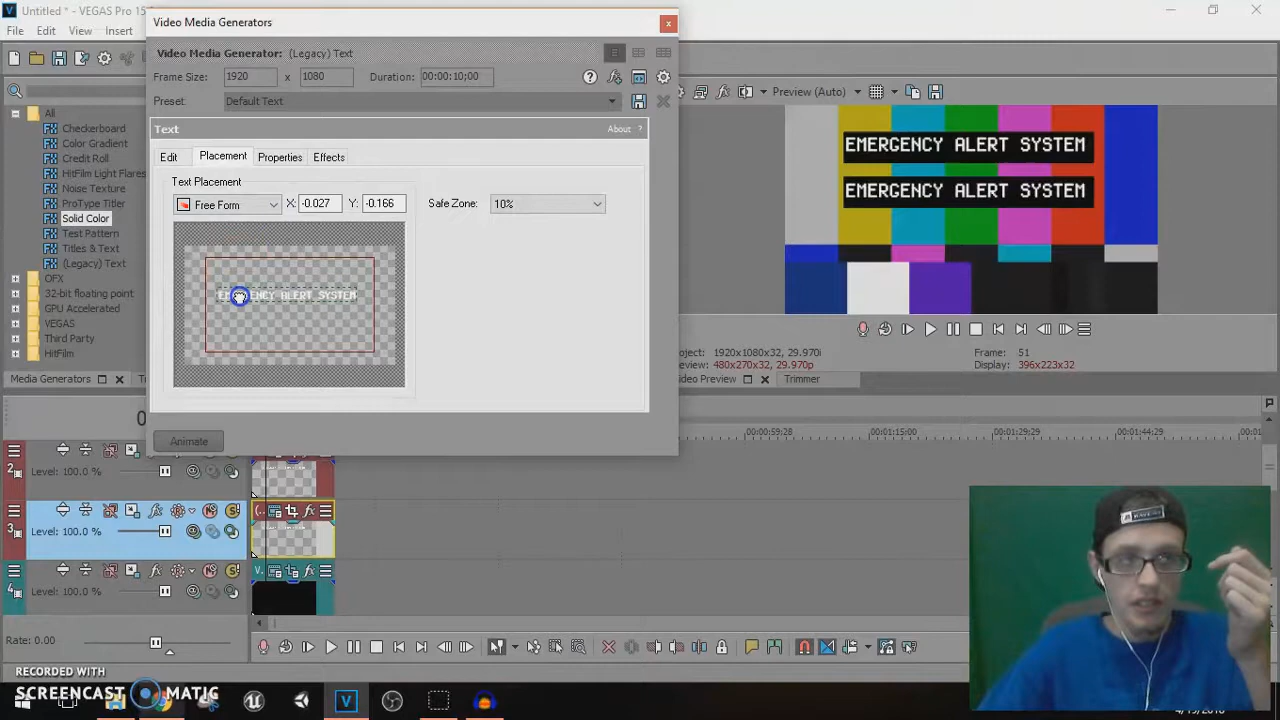 Untitled * - VEGAS Pro 15
Video Media Generators
File Edit View Insert
Video Media Generator: (Legacy) Text
Frame Size: 1920 x 1080 Duration: 00:00:10;00
Preset: Default Text
Text
About ?
Edit Placement Properties Effects
Text Placement
Free Form X: -0.027 Y: -0.166
Safe Zone: 10%
EMERGENCY ALERT SYSTEM
Animate
All
Checkerboard
Color Gradient
Credit Roll
HitFilm Light Flares
Noise Texture
ProType Titler
Solid Color
Test Pattern
Titles & Text
(Legacy) Text
OFX
32-bit floating point
GPU Accelerated
VEGAS
Third Party
HitFilm
Media Generators
Preview (Auto)
EMERGENCY ALERT SYSTEM
EMERGENCY ALERT SYSTEM
1920x1080x32, 29.970i
480x270x32, 29.970p
Frame: 51
Display: 396x223x32
Video Preview Trimmer
00:00:59:28 00:01:15:00 00:01:29:29 00:01:44:29
2 Level: 100.0 %
3 Level: 100.0 %
4 Level: 100.0 %
Rate: 0.00
RECORDED WITH
SCREENCAST MATIC